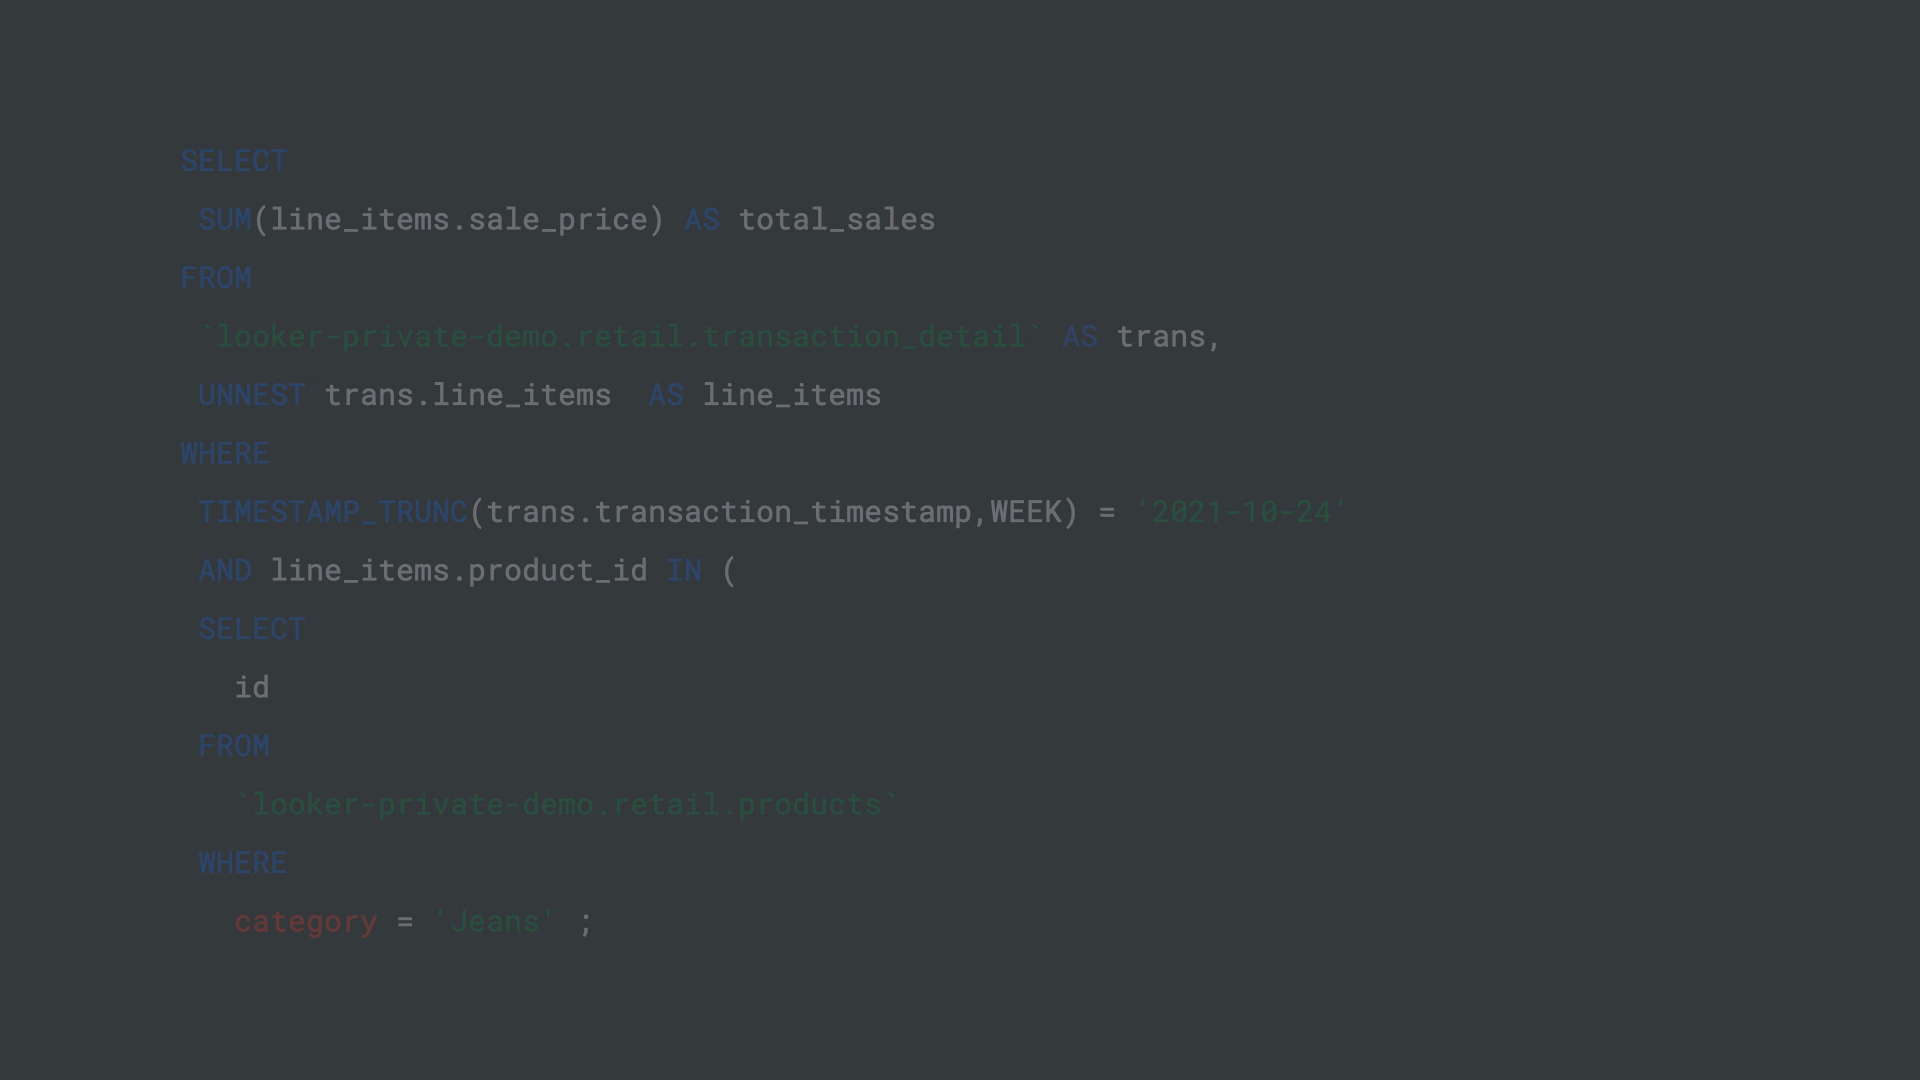 SELECT
SUM(line_items.sale_price) AS total_sales
FROM
`looker-private-demo.retail.transaction_detail` AS trans,
UNNEST trans.line_items AS line_items
WHERE
TIMESTAMP_TRUNC(trans.transaction_timestamp,WEEK) = '2021-10-24'
AND line_items.product_id IN (
SELECT
id
FROM
`looker-private-demo.retail.products`
WHERE
category = 'Jeans' ;